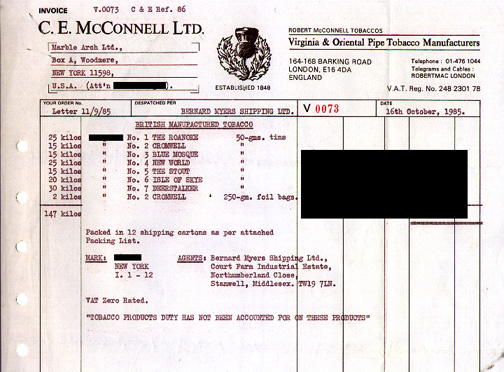 INVOICE V.0073 C & E Ref. 86
C. E. McCONNELL LTD.
Marble Arch Ltd.,
Box A, Woodmere,
NEW YORK 11598,
U.S.A. (Att'n
ESTABLISHED 1848
ROBERT McCONNELL TOBACCOS
Virginia & Oriental Pipe Tobacco Manufacturers
164-168 BARKING ROAD
LONDON, E16 4DA
ENGLAND
Telephone: 01-476 1044
Telegrams and Cables:
ROBERTMAC LONDON
V.A.T. Reg. No. 248 2301 78
YOUR ORDER No. DESPATCHED PER DATE
Letter 11/9/85 BERNARD MYERS SHIPPING LTD. V 0073 16th October, 1985.
BRITISH MANUFACTURED TOBACCO
25 kilos No. 1 THE ROANOKE 50-gms. tins
15 kilos " No. 2 CROMWELL "
15 kilos " No. 3 BLUE MOSQUE "
25 kilos " No. 4 NEW WORLD "
15 kilos " No. 5 THE STOUT "
20 kilos " No. 6 ISLE OF SKYE "
30 kilos " No. 7 DEERSTALKER "
2 kilos " No. 2 CROMWELL 250-gm. foil bags.
147 kilos
Packed in 12 shipping cartons as per attached
Packing List.
MARK: AGENTS: Bernard Myers Shipping Ltd.,
NEW YORK Court Farm Industrial Estate,
I. 1 - 12 Northumberland Close,
Stanwell, Middlesex. TW19 7LN.
VAT Zero Rated.
"TOBACCO PRODUCTS DUTY HAS NOT BEEN ACCOUNTED FOR ON THESE PRODUCTS"